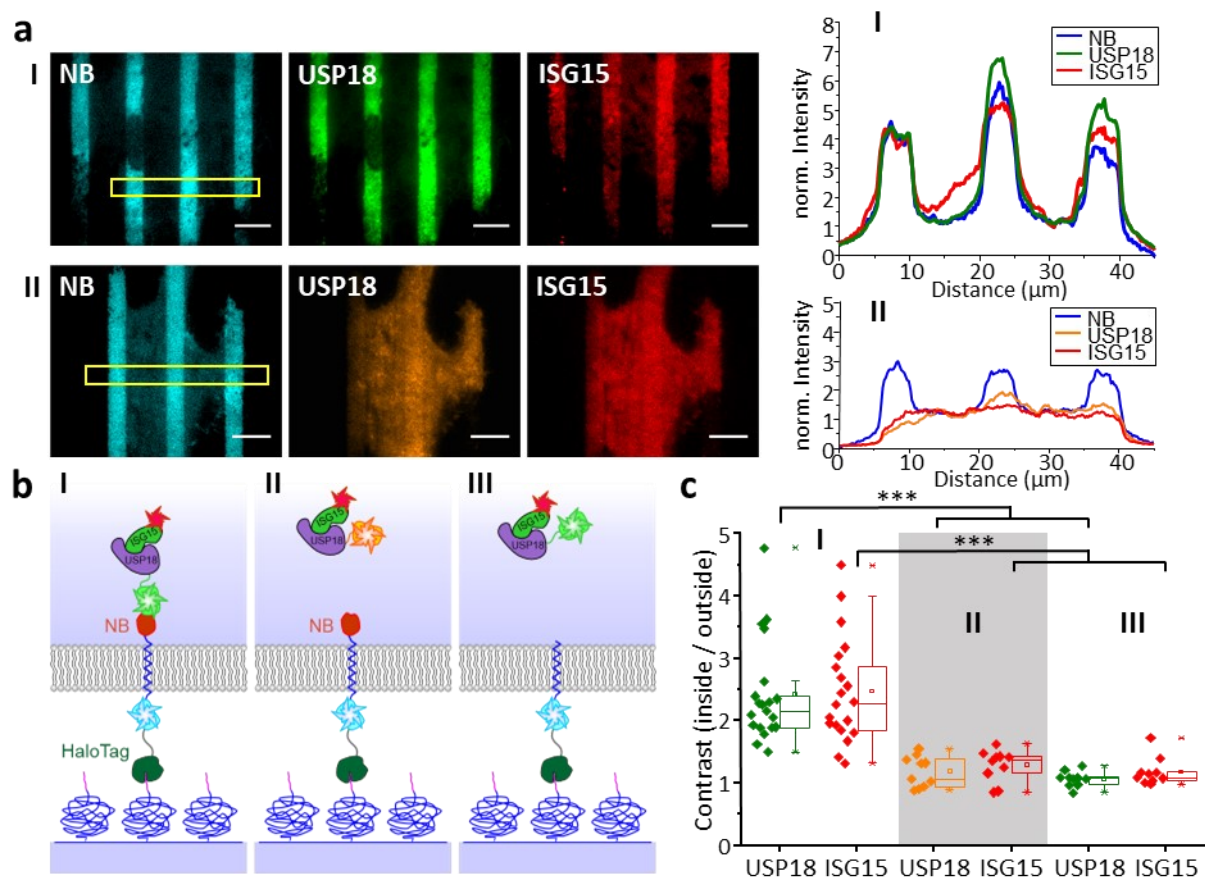 a
I
NB
USP18
ISG15
II
NB
USP18
ISG15
I
NB
USP18
ISG15
norm. Intensity
8
7
6
5
4
3
2
1
0
0 10 20 30 40
Distance (µm)
II
NB
USP18
ISG15
norm. Intensity
5
4
3
2
1
0
0 10 20 30 40
Distance (µm)
b
I
ISG15
USP18
NB
HaloTag
II
ISG15
USP18
NB
III
ISG15
USP18
c
***
***
I
II
III
Contrast (inside / outside)
5
4
3
2
1
0
USP18 ISG15 USP18 ISG15 USP18 ISG15